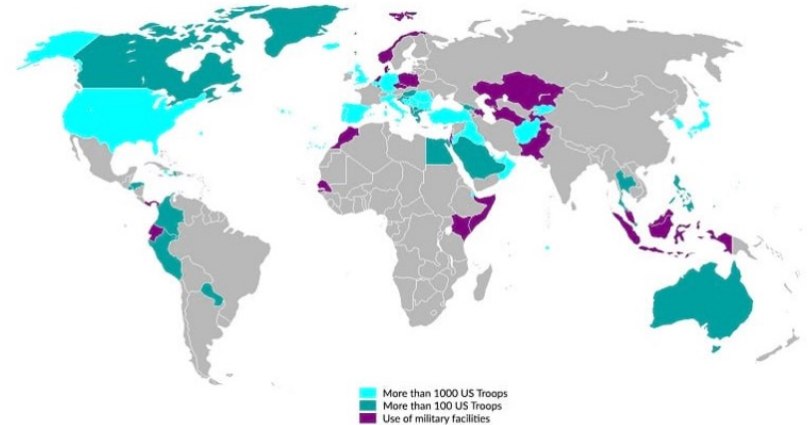 More than 1000 US Troops
More than 100 US Troops
Use of military facilities